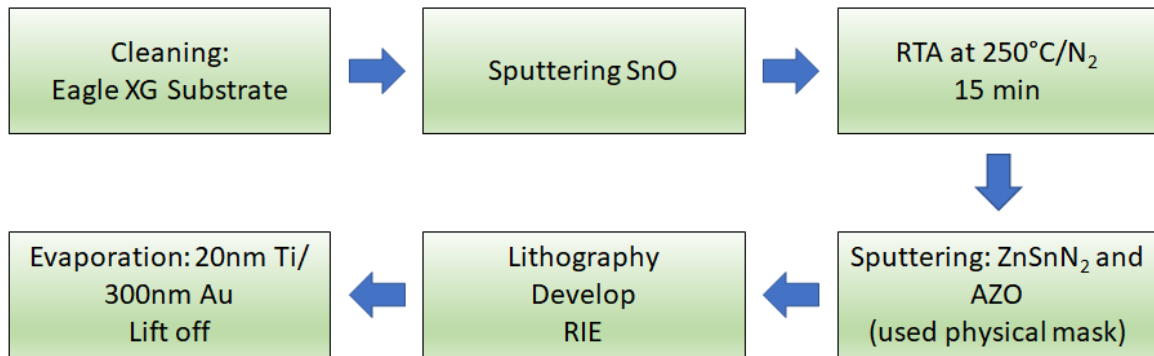 Cleaning:
Eagle XG Substrate
Sputtering SnO
RTA at 250°C/N₂
15 min
Sputtering: ZnSnN₂ and
AZO
(used physical mask)
Lithography
Develop
RIE
Evaporation: 20nm Ti/
300nm Au
Lift off